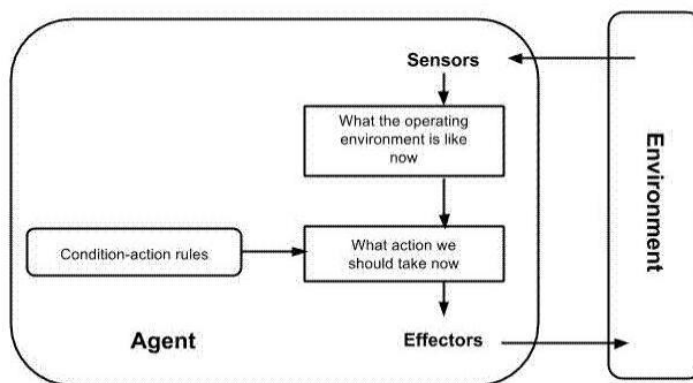 Sensors
What the operating
environment is like
now
Condition-action rules
What action we
should take now
Agent
Effectors
Environment